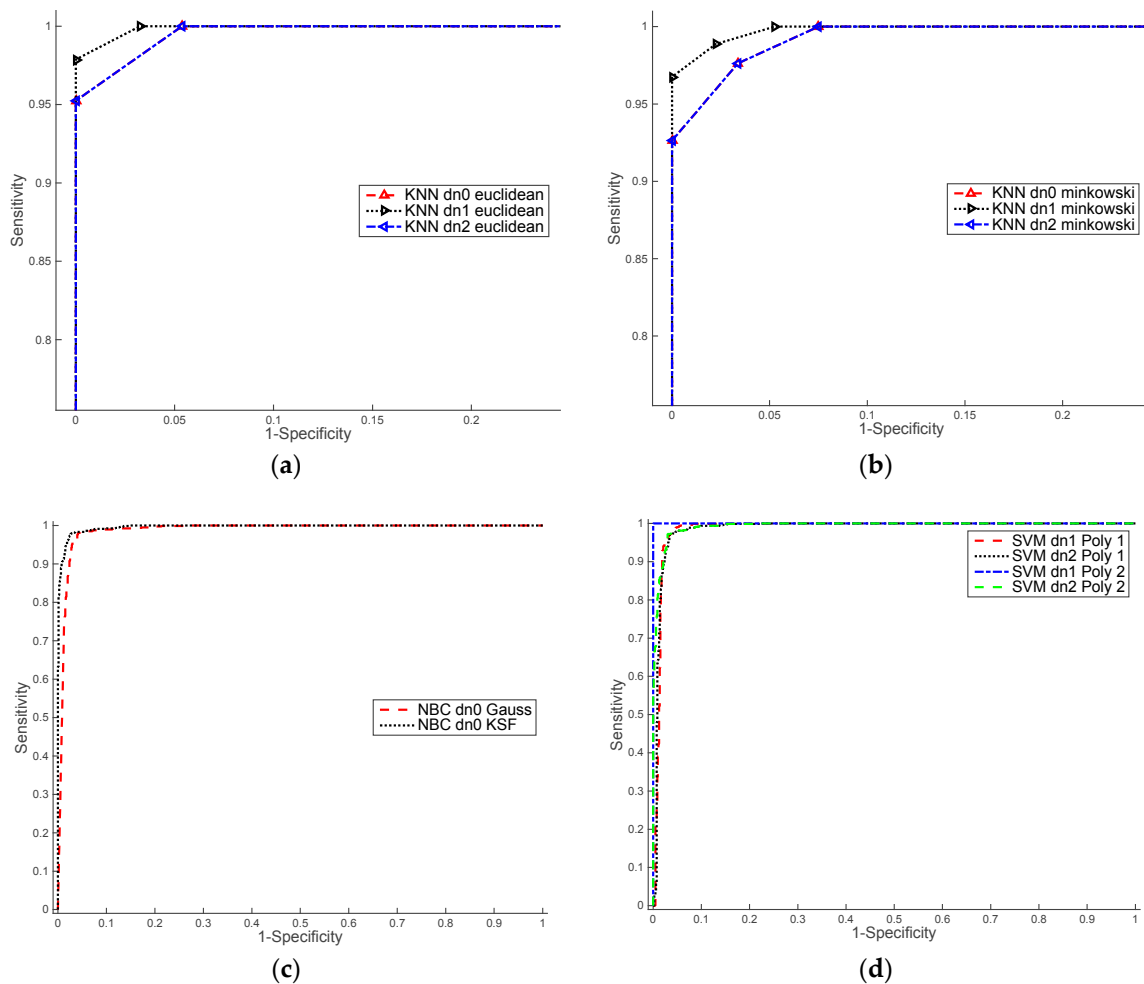 1
0.95
0.9
0.85
0.8
Sensitivity
KNN dn0 euclidean
KNN dn1 euclidean
KNN dn2 euclidean
0
0.05
0.1
0.15
0.2
1-Specificity
(a)
1
0.95
0.9
0.85
0.8
Sensitivity
KNN dn0 minkowski
KNN dn1 minkowski
KNN dn2 minkowski
0
0.05
0.1
0.15
0.2
1-Specificity
(b)
1
0.9
0.8
0.7
0.6
0.5
0.4
0.3
0.2
0.1
0
Sensitivity
NBC dn0 Gauss
NBC dn0 KSF
0
0.1
0.2
0.3
0.4
0.5
0.6
0.7
0.8
0.9
1
1-Specificity
(c)
1
0.9
0.8
0.7
0.6
0.5
0.4
0.3
0.2
0.1
0
Sensitivity
SVM dn1 Poly 1
SVM dn2 Poly 1
SVM dn1 Poly 2
SVM dn2 Poly 2
0
0.1
0.2
0.3
0.4
0.5
0.6
0.7
0.8
0.9
1
1-Specificity
(d)